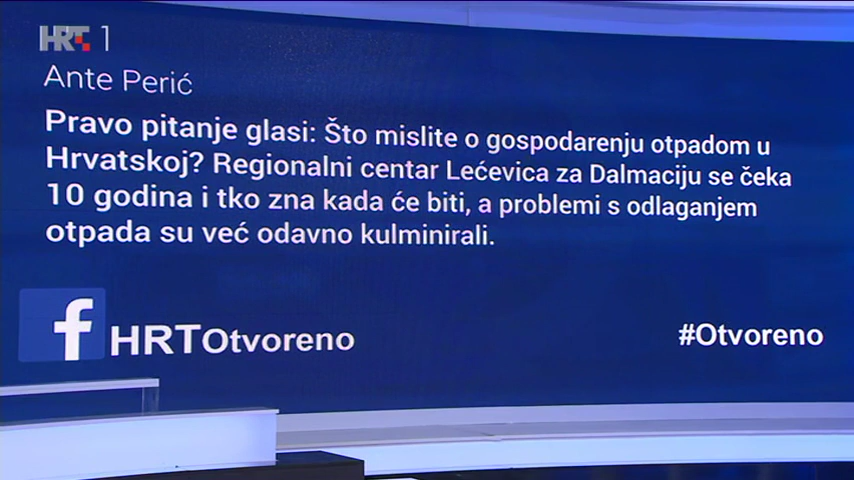 HRT 1
Ante Perić
Pravo pitanje glasi: Što mislite o gospodarenju otpadom u
Hrvatskoj? Regionalni centar Lećevica za Dalmaciju se čeka
10 godina i tko zna kada će biti, a problemi s odlaganjem
otpada su već odavno kulminirali.
f HRTOtvoreno
#Otvoreno